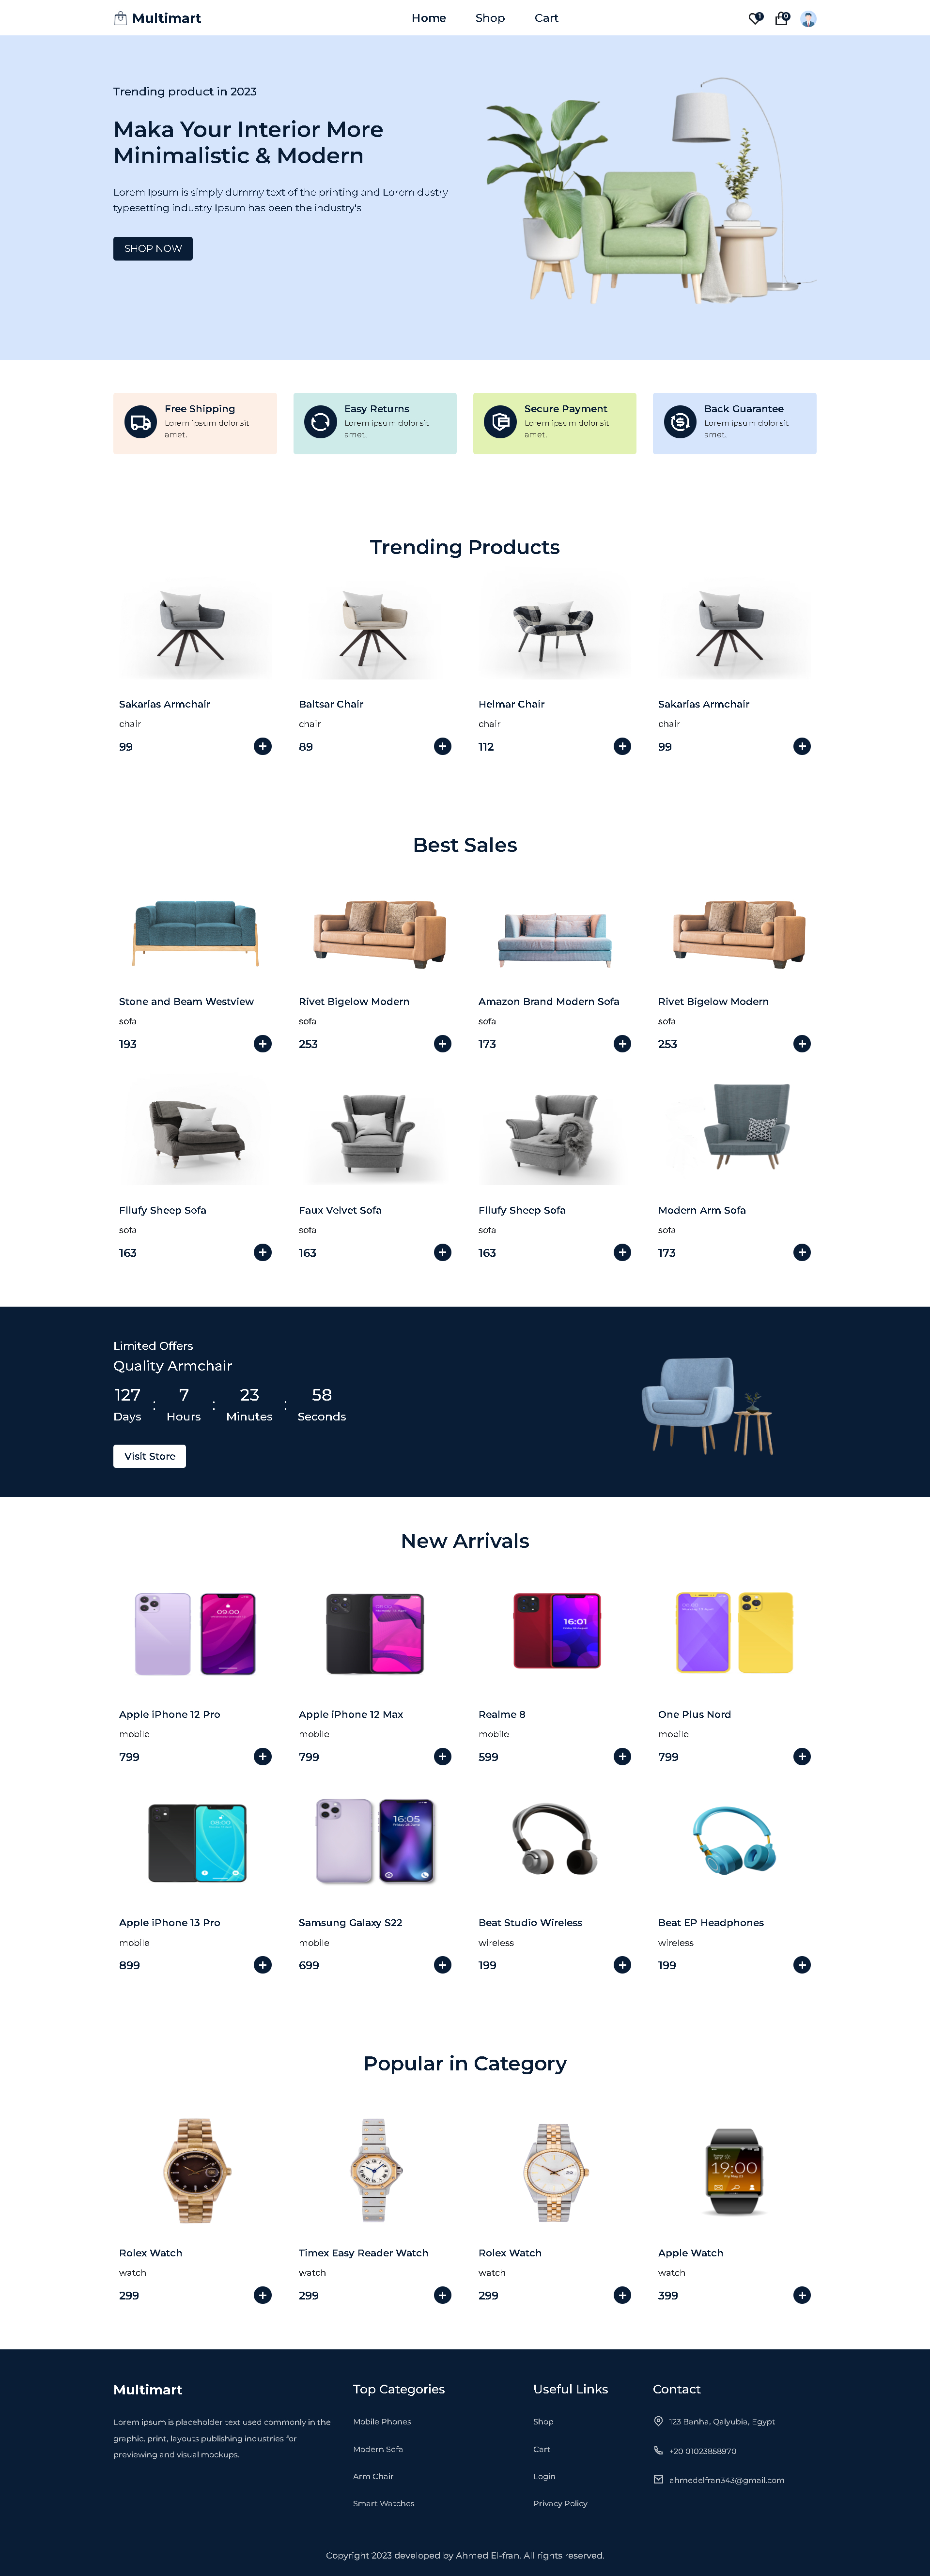 Multimart
Home Shop Cart
1 0
Trending product in 2023
Maka Your Interior More
Minimalistic & Modern
Lorem Ipsum is simply dummy text of the printing and Lorem dustry
typesetting industry Ipsum has been the industry's
SHOP NOW
Free Shipping
Lorem ipsum dolor sit
amet.
Easy Returns
Lorem ipsum dolor sit
amet.
Secure Payment
Lorem ipsum dolor sit
amet.
Back Guarantee
Lorem ipsum dolor sit
amet.
Trending Products
Sakarias Armchair
chair
99
Baltsar Chair
chair
89
Helmar Chair
chair
112
Sakarias Armchair
chair
99
Best Sales
Stone and Beam Westview
sofa
193
Rivet Bigelow Modern
sofa
253
Amazon Brand Modern Sofa
sofa
173
Rivet Bigelow Modern
sofa
253
Fllufy Sheep Sofa
sofa
163
Faux Velvet Sofa
sofa
163
Fllufy Sheep Sofa
sofa
163
Modern Arm Sofa
sofa
173
Limited Offers
Quality Armchair
127 : 7 : 23 : 58
Days Hours Minutes Seconds
Visit Store
New Arrivals
09:00
16:01
Apple iPhone 12 Pro
mobile
799
Apple iPhone 12 Max
mobile
799
Realme 8
mobile
599
One Plus Nord
mobile
799
08:00
16:05
Apple iPhone 13 Pro
mobile
899
Samsung Galaxy S22
mobile
699
Beat Studio Wireless
wireless
199
Beat EP Headphones
wireless
199
Popular in Category
19:00
Rolex Watch
watch
299
Timex Easy Reader Watch
watch
299
Rolex Watch
watch
299
Apple Watch
watch
399
Multimart
Lorem ipsum is placeholder text used commonly in the
graphic, print, layouts publishing industries for
previewing and visual mockups.
Top Categories
Mobile Phones
Modern Sofa
Arm Chair
Smart Watches
Useful Links
Shop
Cart
Login
Privacy Policy
Contact
123 Banha, Qalyubia, Egypt
+20 01023858970
ahmedelfran343@gmail.com
Copyright 2023 developed by Ahmed El-fran. All rights reserved.